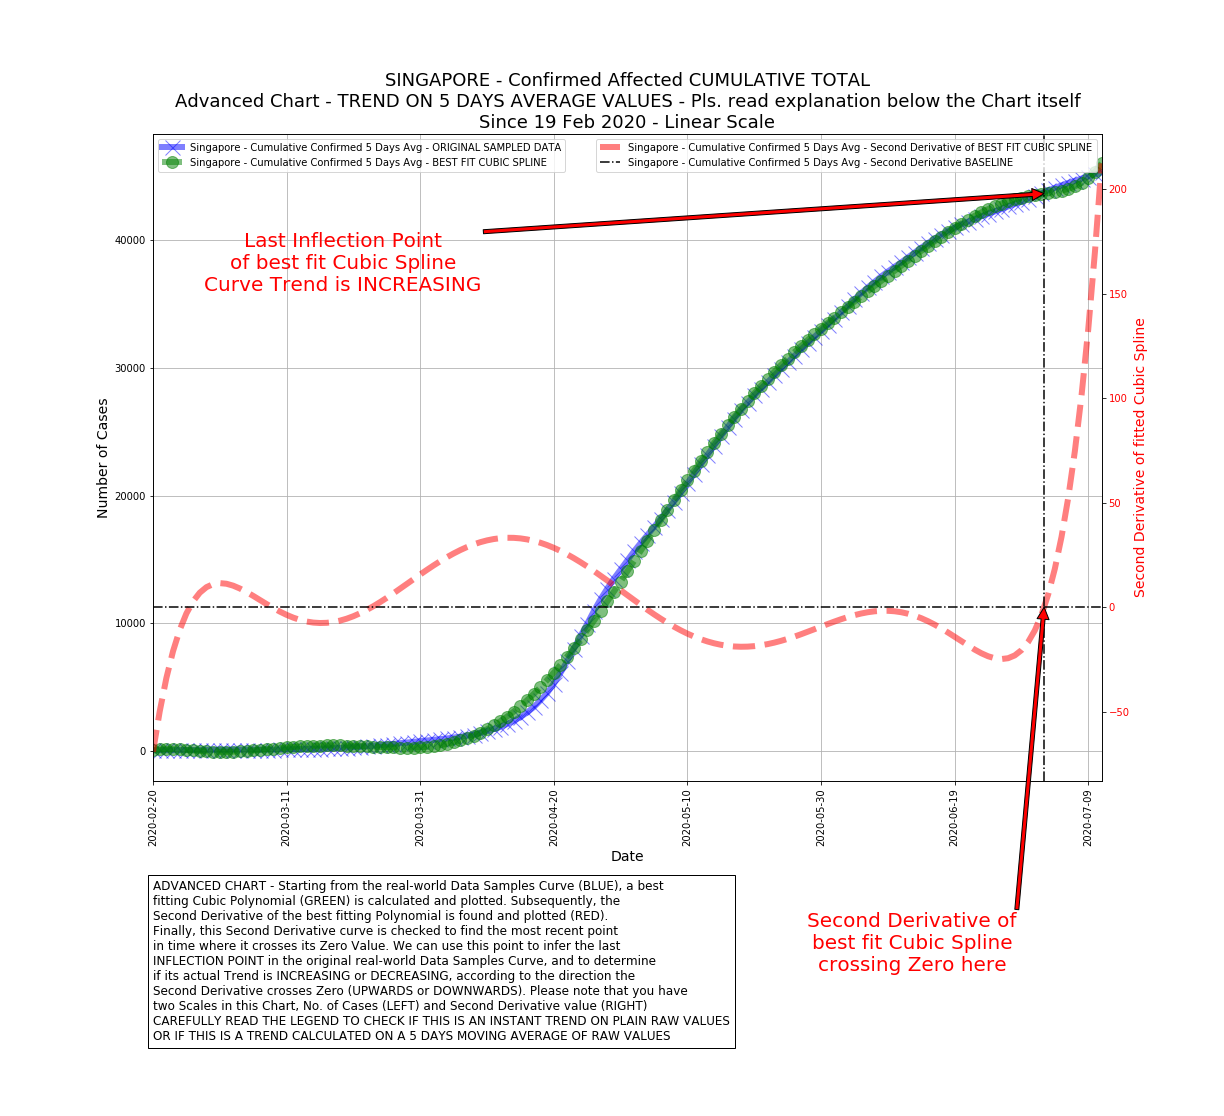 SINGAPORE - Confirmed Affected CUMULATIVE TOTAL
Advanced Chart - TREND ON 5 DAYS AVERAGE VALUES - Pls. read explanation below the Chart itself
Since 19 Feb 2020 - Linear Scale
Singapore - Cumulative Confirmed 5 Days Avg - ORIGINAL SAMPLED DATA
Singapore - Cumulative Confirmed 5 Days Avg - BEST FIT CUBIC SPLINE
Singapore - Cumulative Confirmed 5 Days Avg - Second Derivative of BEST FIT CUBIC SPLINE
Singapore - Cumulative Confirmed 5 Days Avg - Second Derivative BASELINE
Last Inflection Point
of best fit Cubic Spline
Curve Trend is INCREASING
Number of Cases
40000
30000
20000
10000
0
200
150
100
50
0
−50
Second Derivative of fitted Cubic Spline
2020-02-20
2020-03-11
2020-03-31
2020-04-20
2020-05-10
2020-05-30
2020-06-19
2020-07-09
Date
ADVANCED CHART - Starting from the real-world Data Samples Curve (BLUE), a best
fitting Cubic Polynomial (GREEN) is calculated and plotted. Subsequently, the
Second Derivative of the best fitting Polynomial is found and plotted (RED).
Finally, this Second Derivative curve is checked to find the most recent point
in time where it crosses its Zero Value. We can use this point to infer the last
INFLECTION POINT in the original real-world Data Samples Curve, and to determine
if its actual Trend is INCREASING or DECREASING, according to the direction the
Second Derivative crosses Zero (UPWARDS or DOWNWARDS). Please note that you have
two Scales in this Chart, No. of Cases (LEFT) and Second Derivative value (RIGHT)
CAREFULLY READ THE LEGEND TO CHECK IF THIS IS AN INSTANT TREND ON PLAIN RAW VALUES
OR IF THIS IS A TREND CALCULATED ON A 5 DAYS MOVING AVERAGE OF RAW VALUES
Second Derivative of
best fit Cubic Spline
crossing Zero here